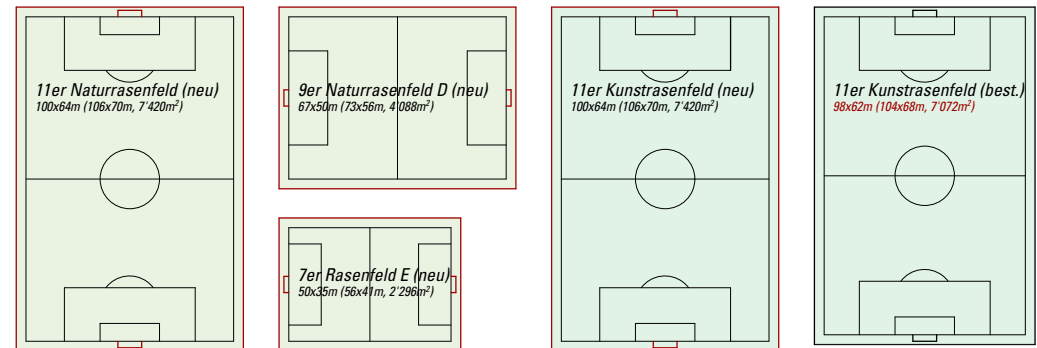 11er Naturrasenfeld (neu)
100x64m (106x70m, 7'420m²)
9er Naturrasenfeld D (neu)
67x50m (73x56m, 4'088m²)
7er Rasenfeld E (neu)
50x35m (56x41m, 2'296m²)
11er Kunstrasenfeld (neu)
100x64m (106x70m, 7'420m²)
11er Kunstrasenfeld (best.)
98x62m (104x68m, 7'072m²)